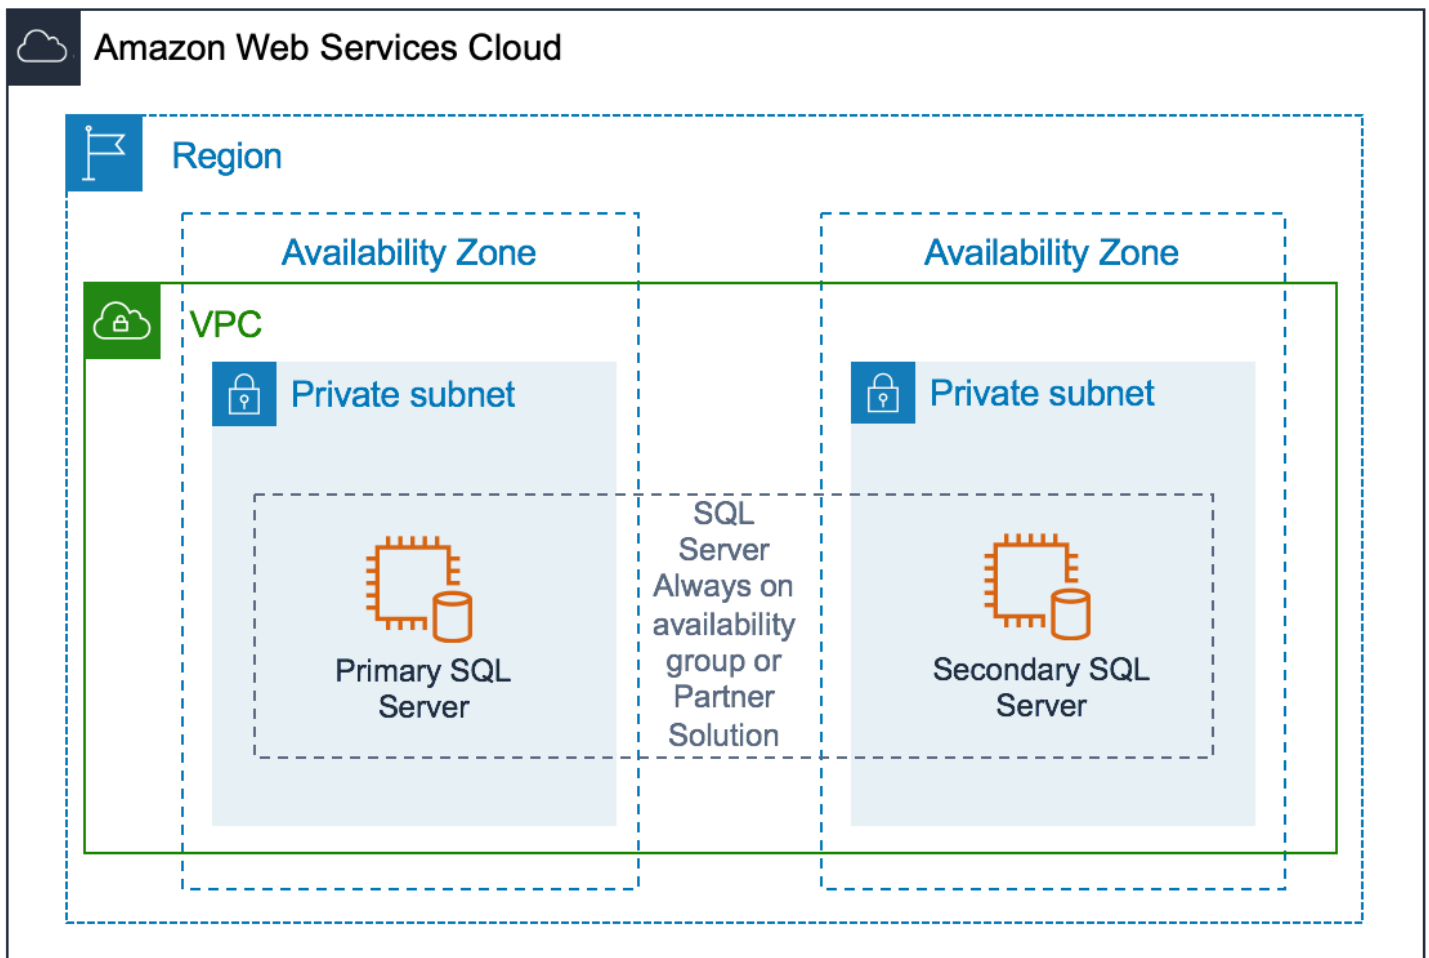 Amazon Web Services Cloud
Region
Availability Zone
Availability Zone
VPC
Private subnet
Private subnet
SQL
Server
Always on
availability
group or
Partner
Solution
Primary SQL
Server
Secondary SQL
Server